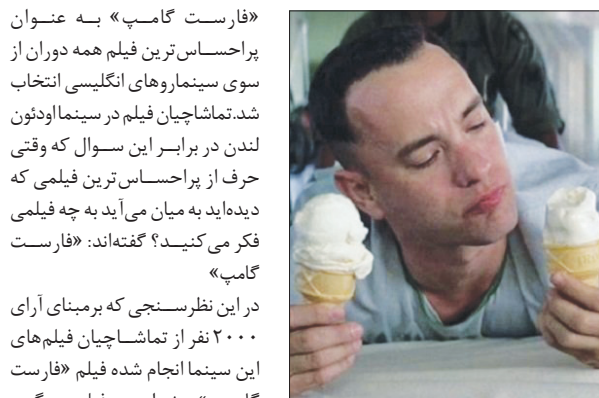 «فارست گامپ» به عنوان
پراحساس‌ترین فیلم همه دوران از
سوی سینماروهای انگلیسی انتخاب
شد.تماشاچیان فیلم در سینما اودئون
لندن در برابر این سوال که وقتی
حرف از پراحساس‌ترین فیلمی که
دیده‌اید به میان می‌آید به چه فیلمی
فکر می‌کنید؟ گفته‌اند: «فارست
گامپ»
در این نظرسنجی که برمبنای آرای
۲۰۰۰ نفر از تماشاچیان فیلم‌های
این سینما انجام شده فیلم «فارست